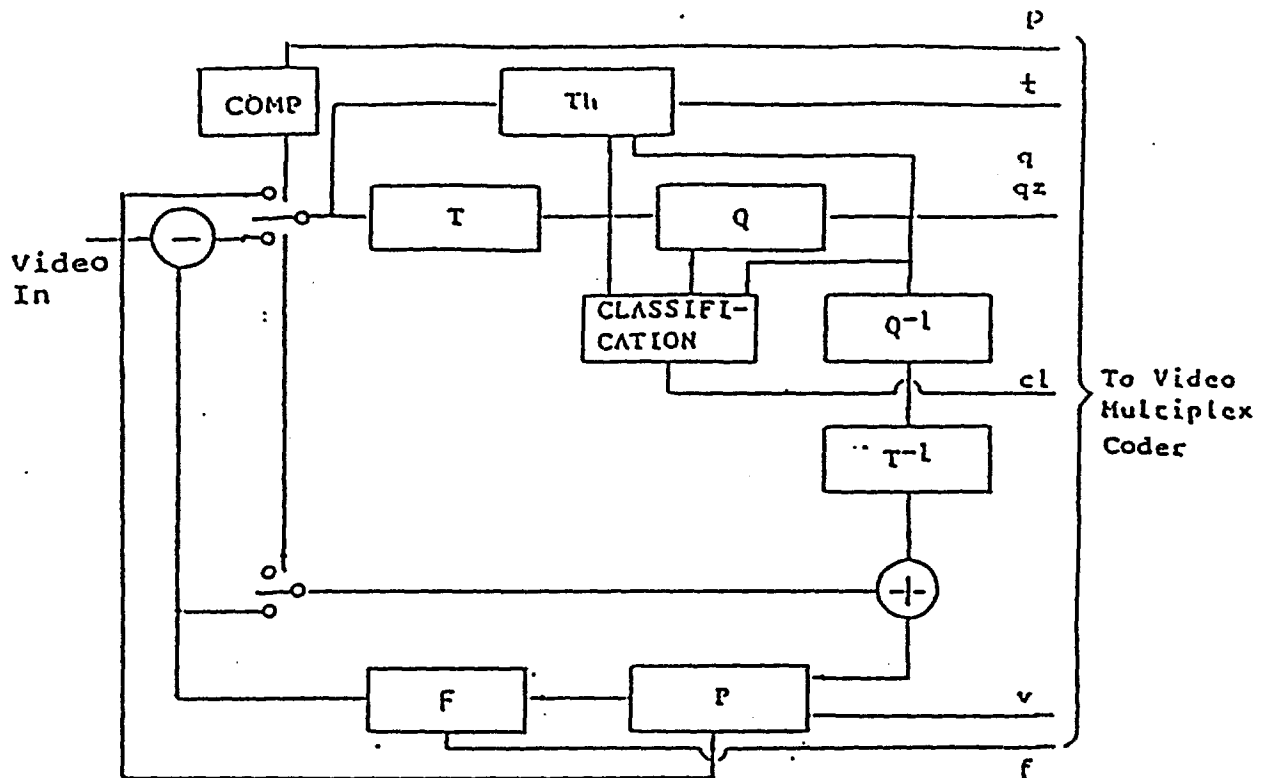 p
COMP
Th
t
q
qz
T
Q
Video
In
CLASSIFI-
CATION
Q-1
cl
To Video
Multiplex
Coder
T-1
F
P
v
f